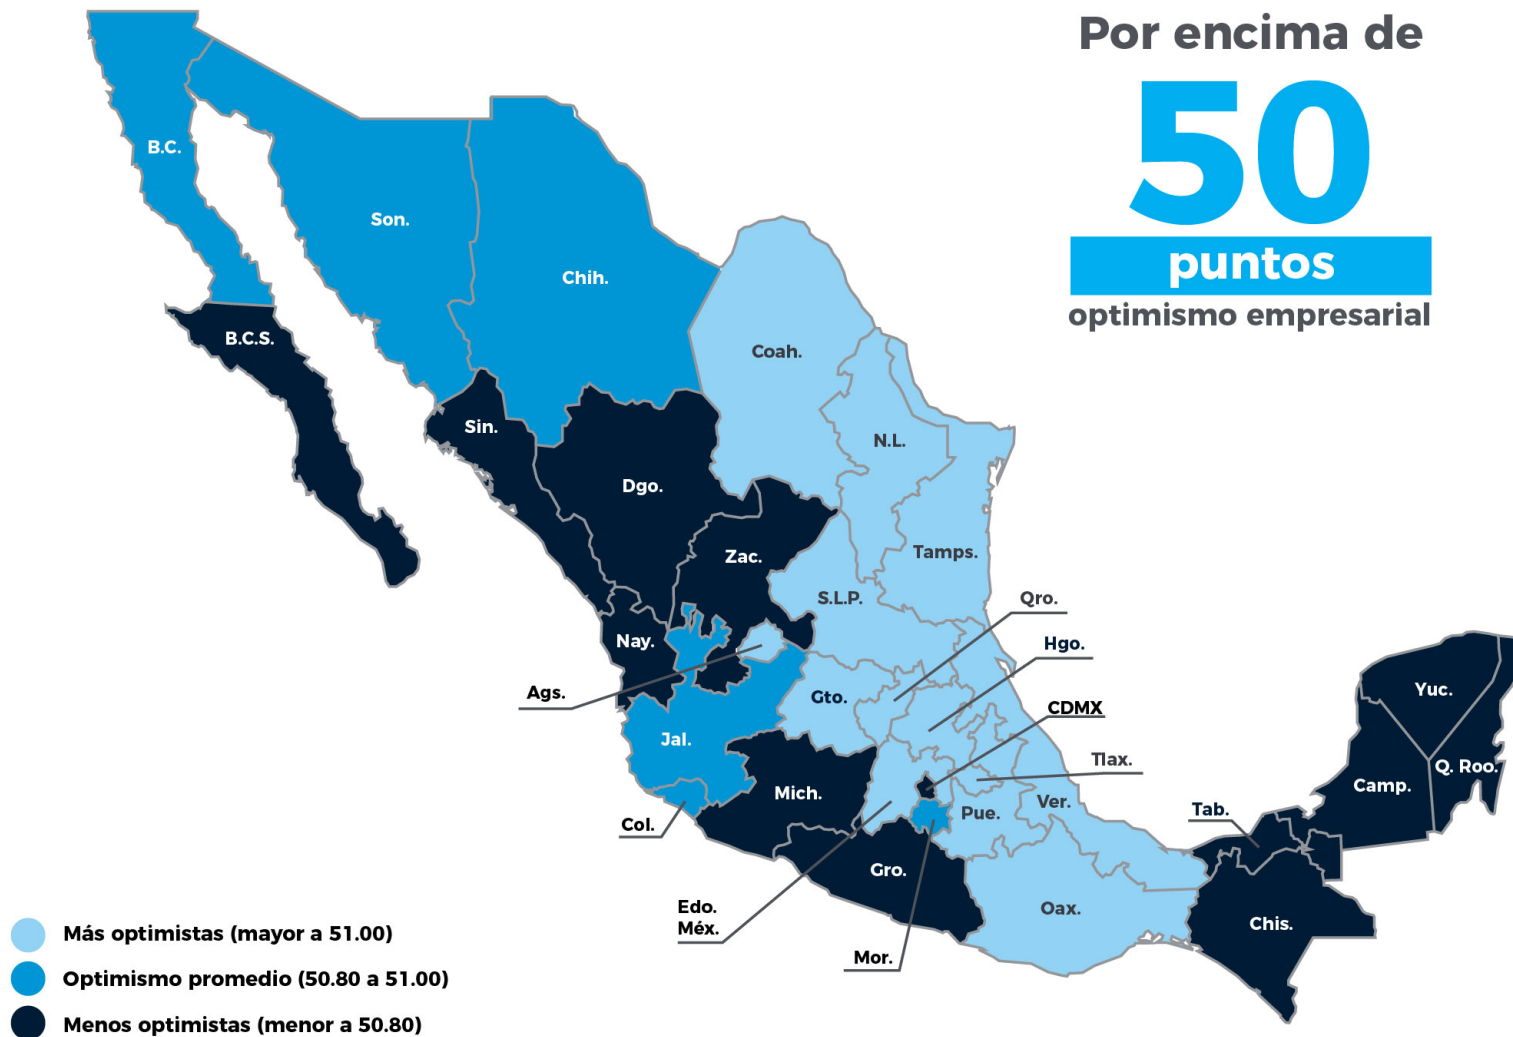 Por encima de
50
puntos
optimismo empresarial
B.C.
Son.
Chih.
B.C.S.
Coah.
Sin.
N.L.
Dgo.
Tamps.
Zac.
S.L.P.
Qro.
Nay.
Hgo.
Ags.
Gto.
CDMX
Yuc.
Jal.
Tlax.
Q. Roo.
Camp.
Mich.
Ver.
Pue.
Tab.
Col.
Gro.
Edo.
Méx.
Oax.
Chis.
Mor.
Más optimistas (mayor a 51.00)
Optimismo promedio (50.80 a 51.00)
Menos optimistas (menor a 50.80)